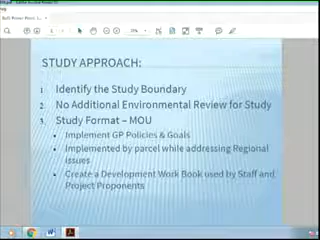 STUDY APPROACH:
1. Identify the Study Boundary
2. No Additional Environmental Review for Study
3. Study Format – MOU
• Implement GP Policies & Goals
• Implemented by parcel while addressing Regional
Issues
• Create a Development Work Book used by Staff and
Project Proponents